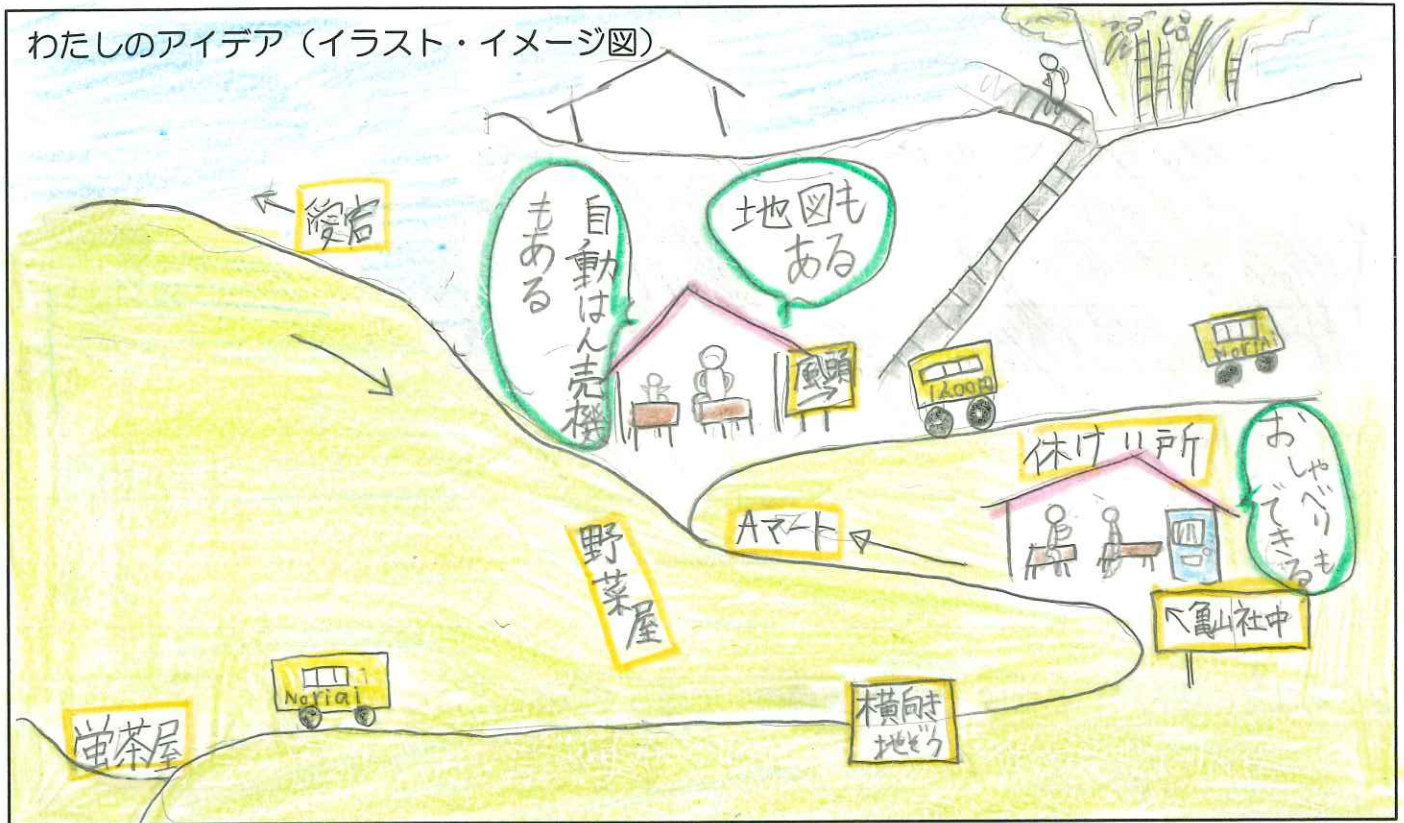 わたしのアイデア（イラスト・イメージ図）
愛宕
自動はん売機
もある
地図も
ある
風頭
1200円
Noriai
休けい所
おしゃべりも
できる
Aマート
野菜屋
亀山社中
Noriai
横向き
地ぞう
蛍茶屋